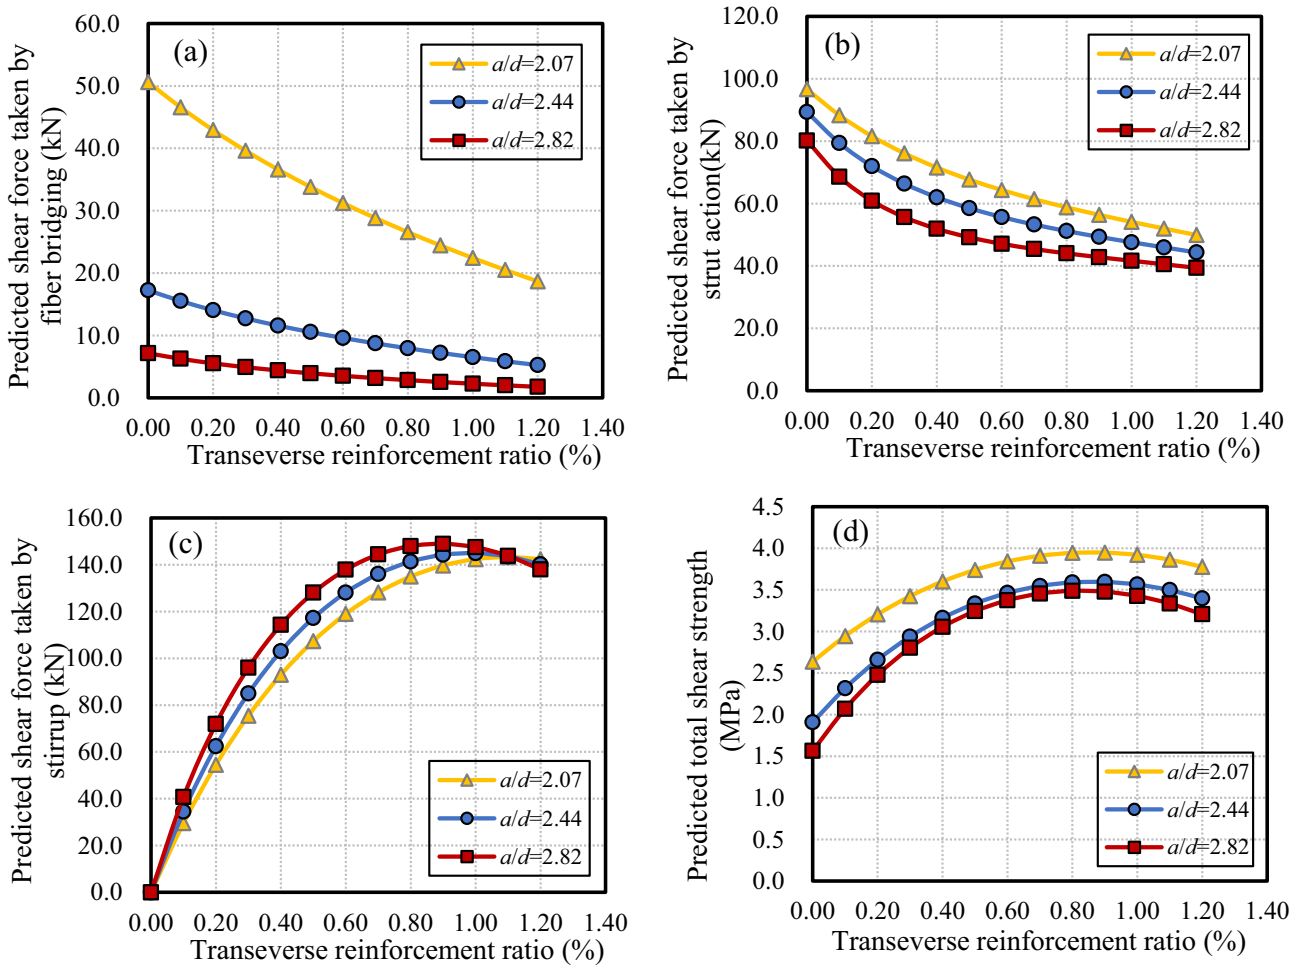 (a)
Predicted shear force taken by
fiber bridging (kN)
60.0
50.0
40.0
30.0
20.0
10.0
0.0
a/d=2.07
a/d=2.44
a/d=2.82
0.00 0.20 0.40 0.60 0.80 1.00 1.20 1.40
Transeverse reinforcement ratio (%)
(b)
Predicted shear force taken by
strut action(kN)
120.0
100.0
80.0
60.0
40.0
20.0
0.0
a/d=2.07
a/d=2.44
a/d=2.82
0.00 0.20 0.40 0.60 0.80 1.00 1.20 1.40
Transeverse reinforcement ratio (%)
(c)
Predicted shear force taken by
stirrup (kN)
160.0
140.0
120.0
100.0
80.0
60.0
40.0
20.0
0.0
a/d=2.07
a/d=2.44
a/d=2.82
0.00 0.20 0.40 0.60 0.80 1.00 1.20 1.40
Transeverse reinforcement ratio (%)
(d)
Predicted total shear strength
(MPa)
4.5
4.0
3.5
3.0
2.5
2.0
1.5
1.0
0.5
0.0
a/d=2.07
a/d=2.44
a/d=2.82
0.00 0.20 0.40 0.60 0.80 1.00 1.20 1.40
Transeverse reinforcement ratio (%)